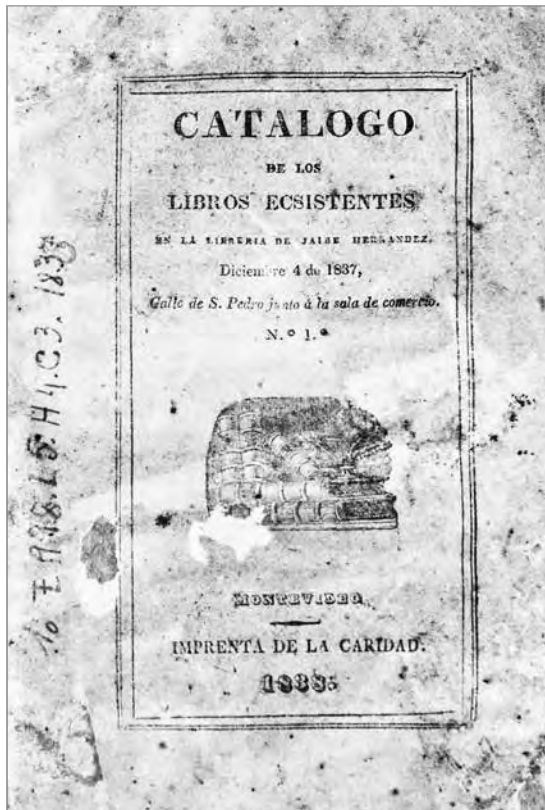 CATALOGO
DE LOS
LIBROS ECSISTENTES
EN LA LIBRERIA DE JAIME HERNANDEZ.
Diciembre 4 de 1837,
Calle de S. Pedro junto á la sala de comercio.
N.º 1.º
MONTEVIDEO
IMPRENTA DE LA CARIDAD.
1838